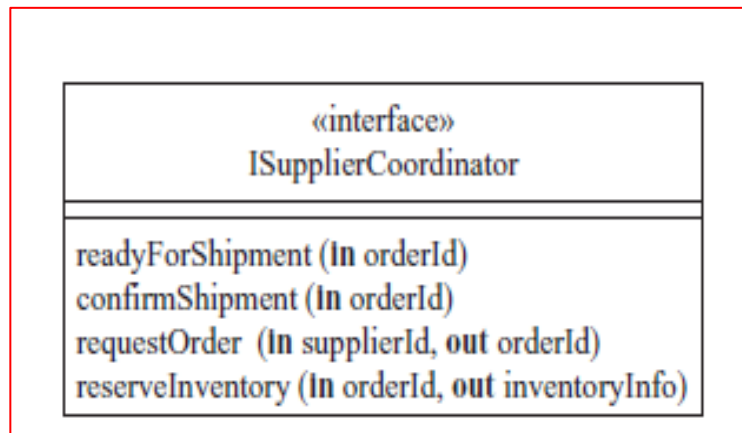 «interface»
ISupplierCoordinator
readyForShipment (in orderId)
confirmShipment (in orderId)
requestOrder (in supplierId, out orderId)
reserveInventory (in orderId, out inventoryInfo)